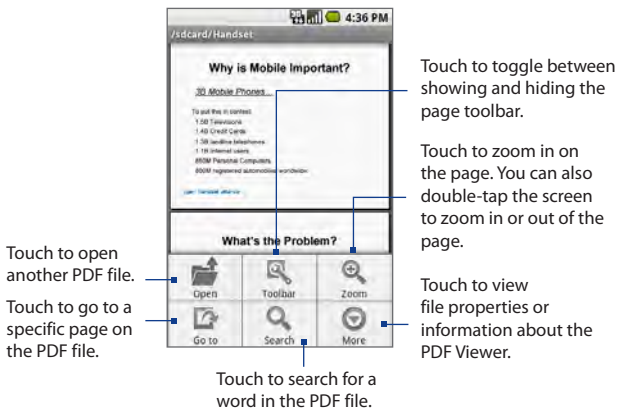 4:36 PM
/sdcard/Handset
Why is Mobile Important?
3B Mobile Phones...
To put this in context
1.5B Televisions
1.4B Credit Cards
1.3B landline telephones
1.1B Internet users
850M Personal Computers
800M registered automobiles worldwide
What's the Problem?
Open
Toolbar
Zoom
Go to
Search
More
Touch to toggle between
showing and hiding the
page toolbar.
Touch to zoom in on
the page. You can also
double-tap the screen
to zoom in or out of the
page.
Touch to open
another PDF file.
Touch to go to a
specific page on
the PDF file.
Touch to view
file properties or
information about the
PDF Viewer.
Touch to search for a
word in the PDF file.